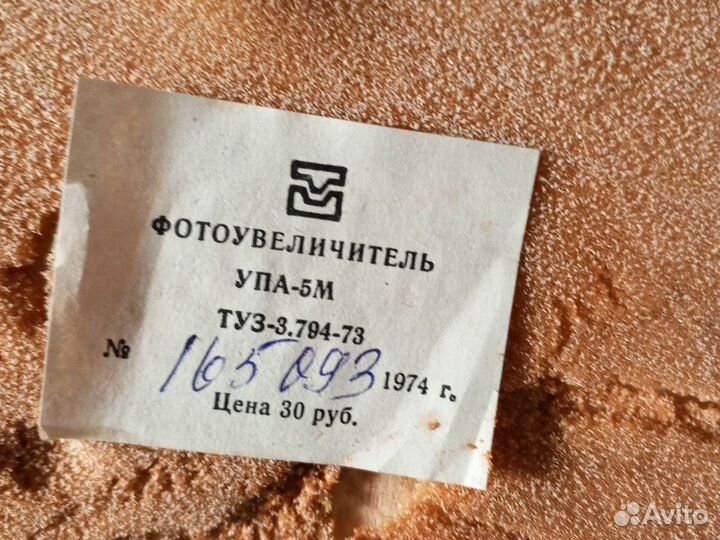 ФОТОУВЕЛИЧИТЕЛЬ
УПА-5М
ТУЗ-3.794-73
№ 165093 1974 г.
Цена 30 руб.
Avito